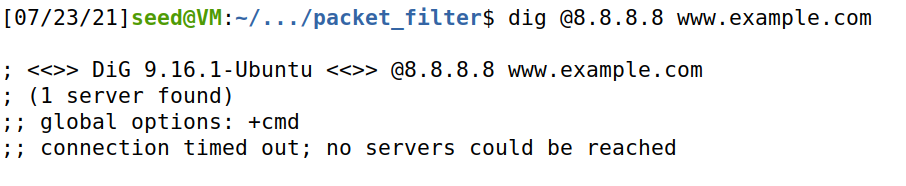 [07/23/21]seed@VM:~/.../packet_filter$ dig @8.8.8.8 www.example.com
; <<>> DiG 9.16.1-Ubuntu <<>> @8.8.8.8 www.example.com
; (1 server found)
;; global options: +cmd
;; connection timed out; no servers could be reached